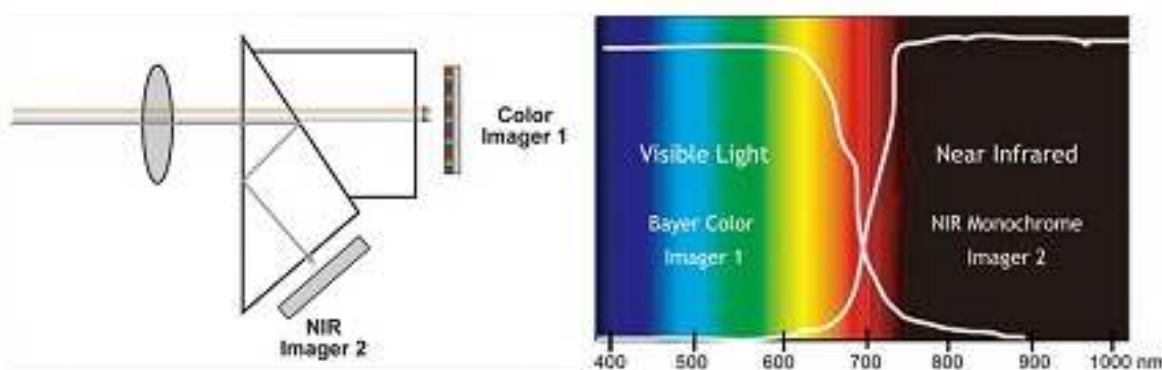 Color
Imager 1
NIR
Imager 2
Visible Light
Near Infrared
Bayer Color
Imager 1
NIR Monochrome
Imager 2
400 500 600 700 800 900 1000 nm